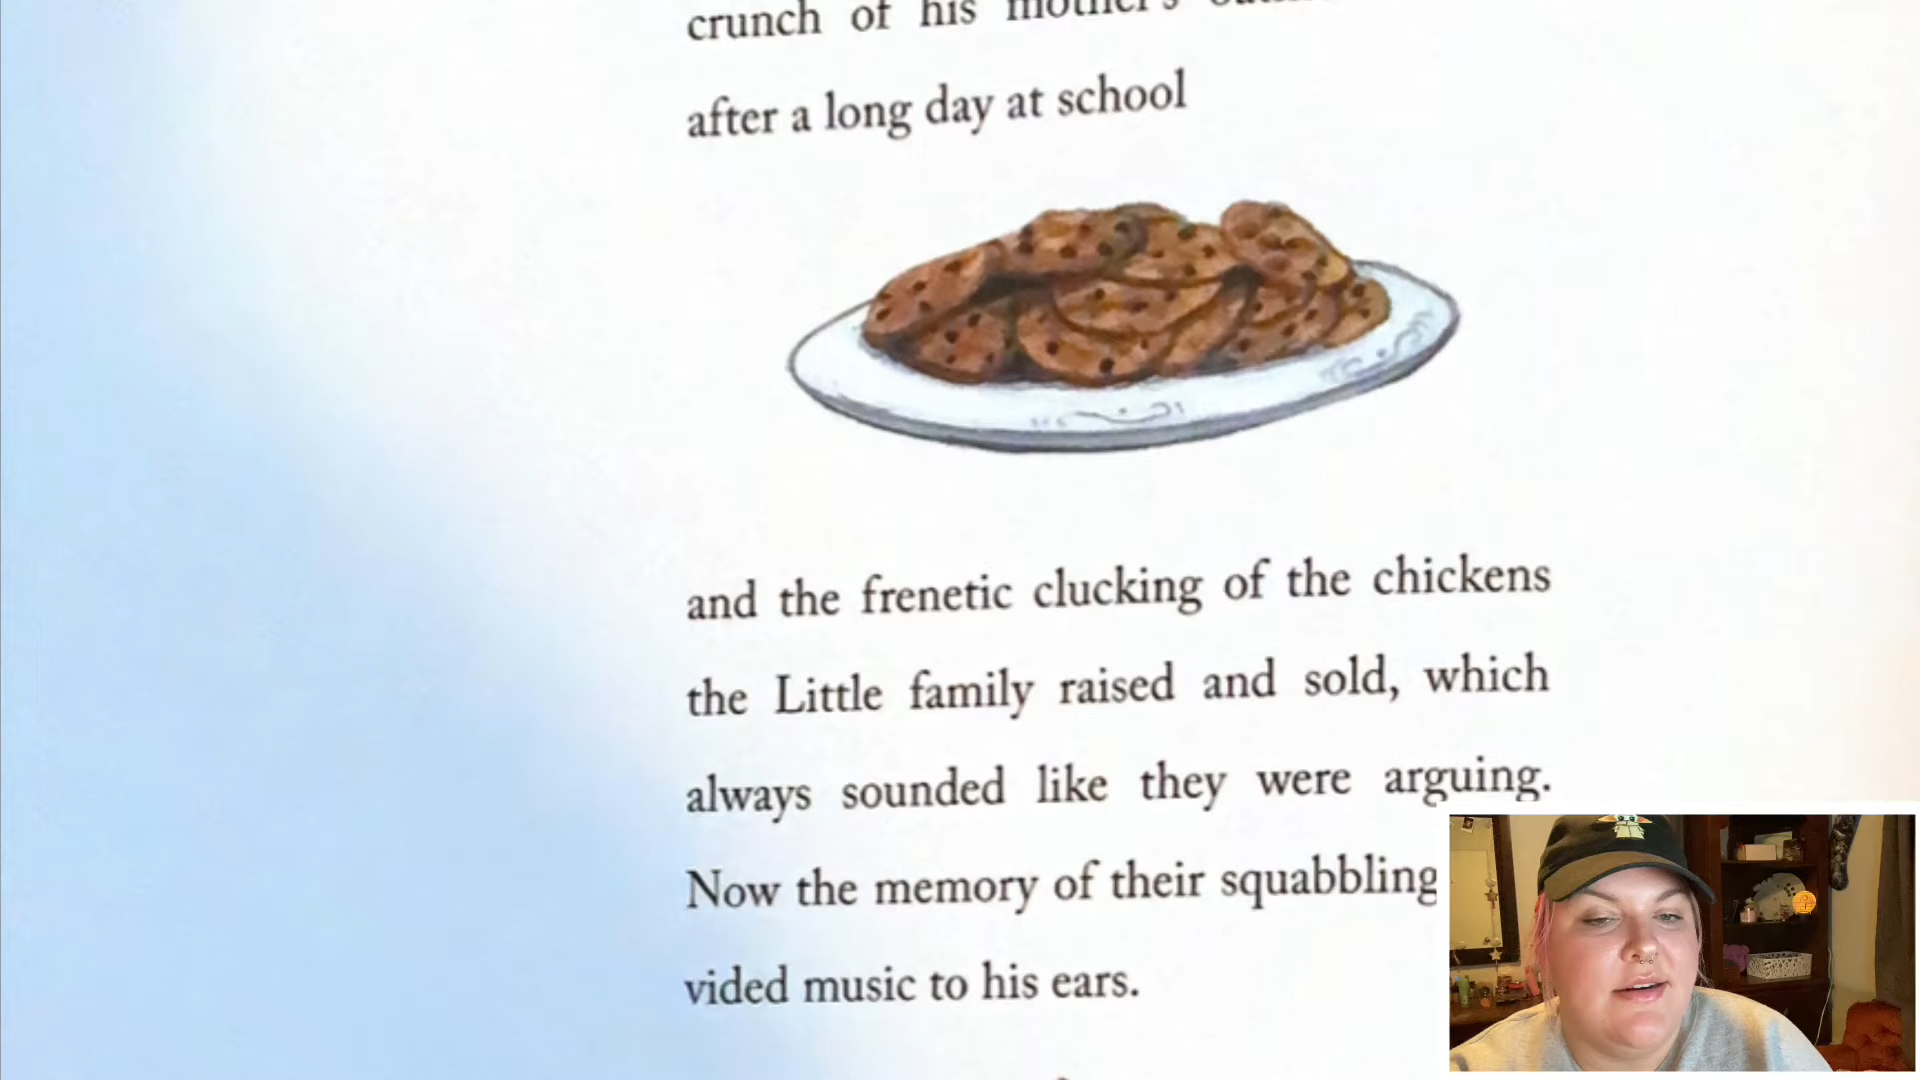 crunch of his mother's
after a long day at school
and the frenetic clucking of the chickens
the Little family raised and sold, which
always sounded like they were arguing.
Now the memory of their squabbling
vided music to his ears.